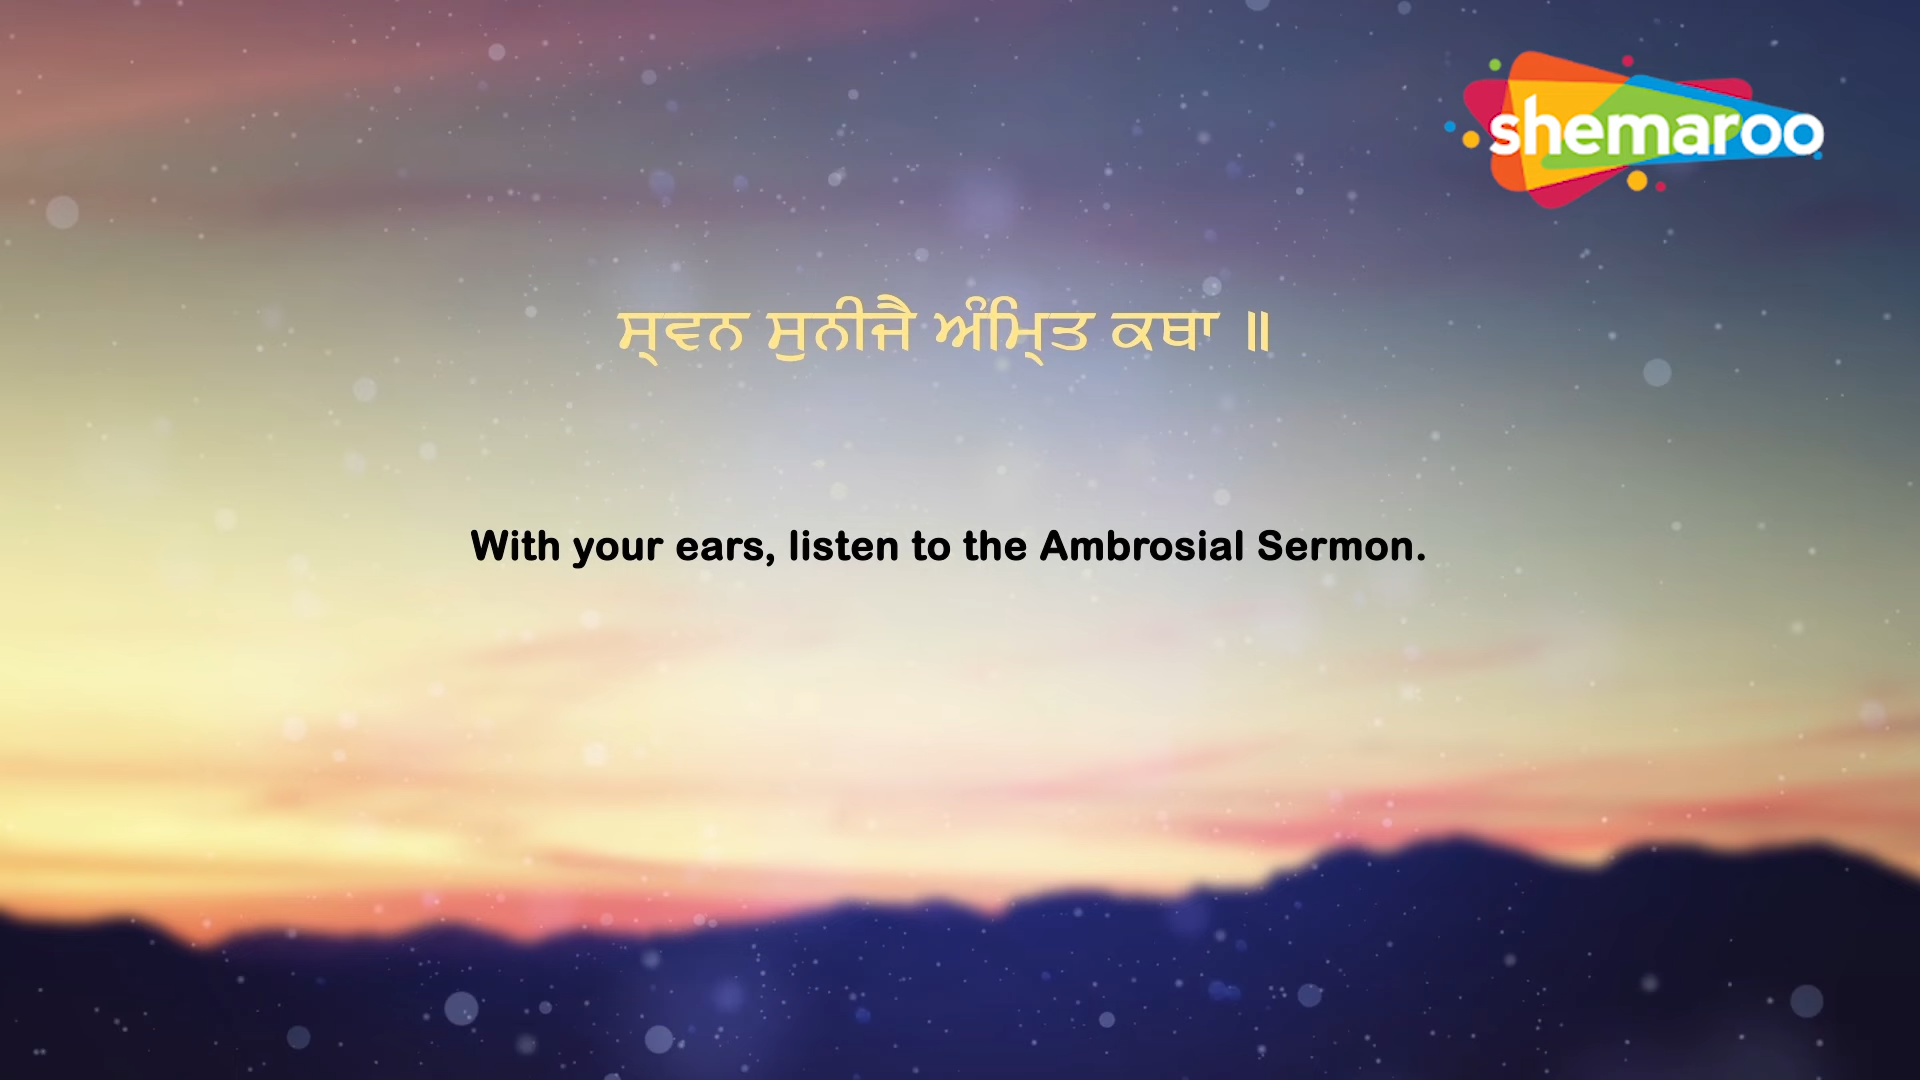 shemaroo
ਸ੍ਵਨ ਸੁਨੀਜੈ ਅੰਮ੍ਤਿ ਕਥਾ ॥
With your ears, listen to the Ambrosial Sermon.